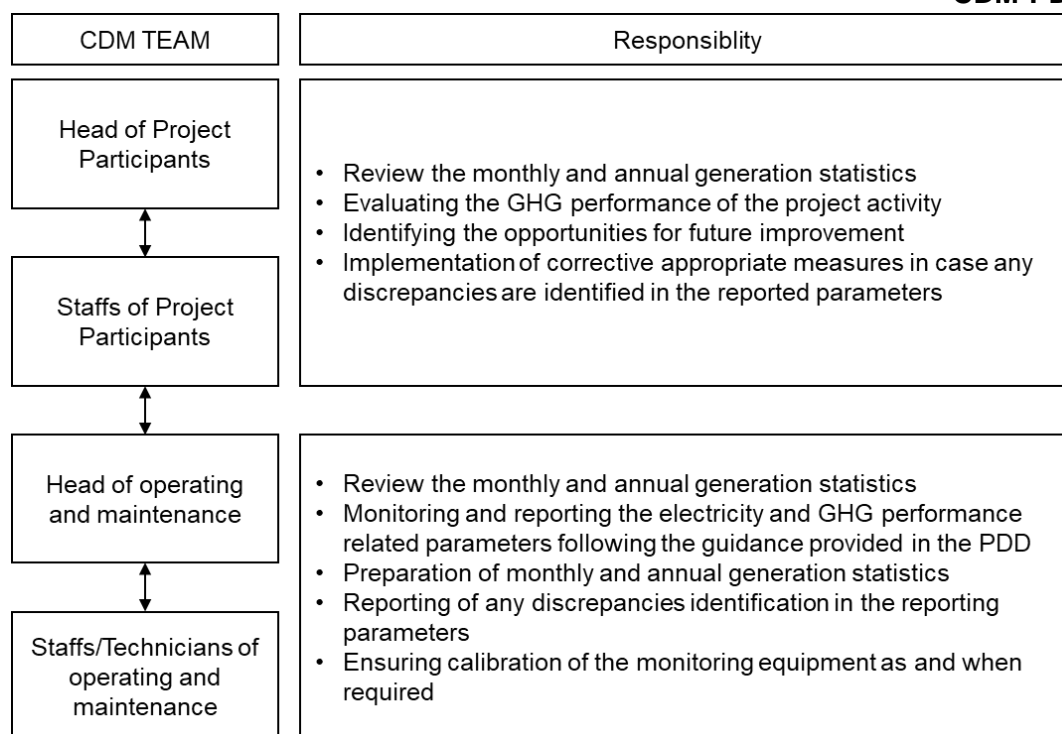 CDM TEAM
Responsiblity
Head of Project
Participants
• Review the monthly and annual generation statistics
• Evaluating the GHG performance of the project activity
• Identifying the opportunities for future improvement
• Implementation of corrective appropriate measures in case any
discrepancies are identified in the reported parameters
Staffs of Project
Participants
Head of operating
and maintenance
• Review the monthly and annual generation statistics
• Monitoring and reporting the electricity and GHG performance
related parameters following the guidance provided in the PDD
• Preparation of monthly and annual generation statistics
• Reporting of any discrepancies identification in the reporting
parameters
• Ensuring calibration of the monitoring equipment as and when
required
Staffs/Technicians of
operating and
maintenance